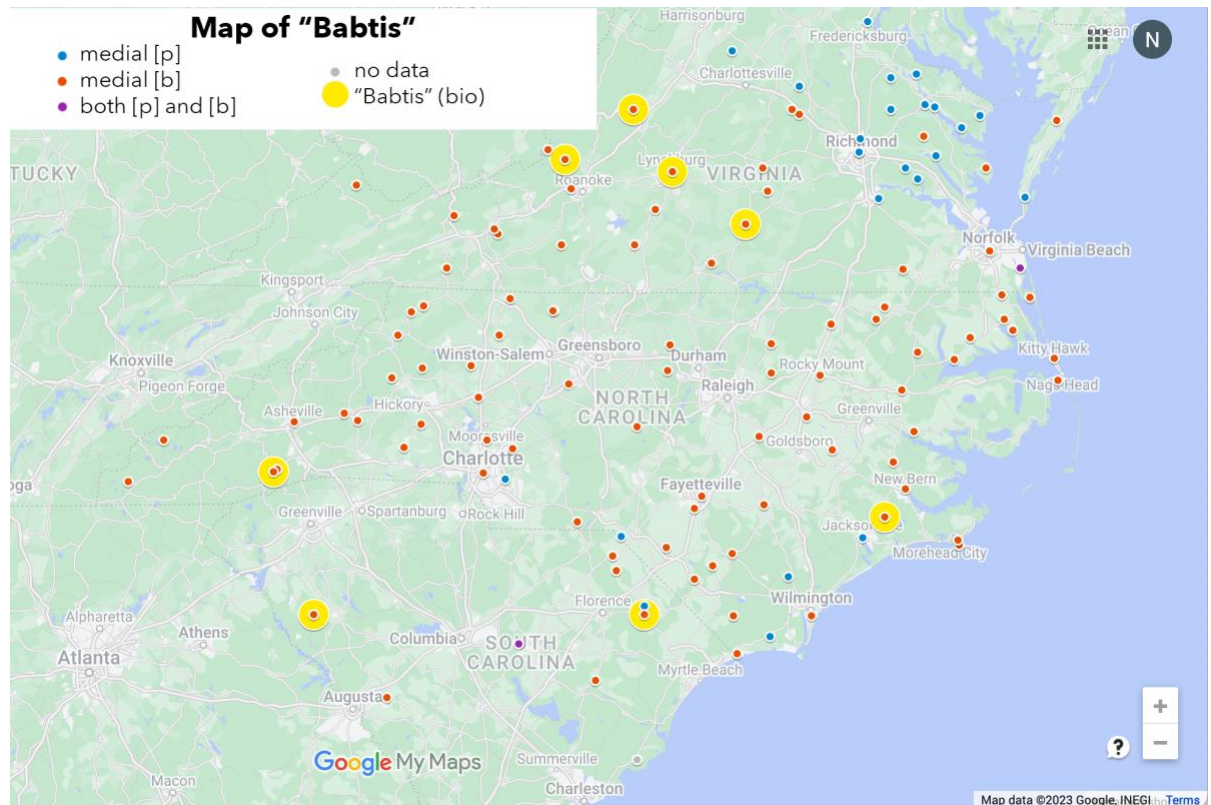 Map of “Babtis”
medial [p]
medial [b]
both [p] and [b]
no data
“Babtis” (bio)
N
Harrisonburg
Fredericksburg
Charlottesville
Richmond
TUCKY
Lynchburg
VIRGINIA
Roanoke
Norfolk
Virginia Beach
Kingsport
Johnson City
Knoxville
Pigeon Forge
Winston-Salem
Greensboro
Durham
Rocky Mount
Kitty Hawk
Raleigh
Nags Head
Asheville
Hickory
NORTH
CAROLINA
Greenville
Mooresville
Goldsboro
Charlotte
oga
Fayetteville
New Bern
Greenville
Spartanburg
Rock Hill
Jacksonville
Morehead City
Alpharetta
Florence
Wilmington
Athens
Columbia
SOUTH
CAROLINA
Atlanta
Myrtle Beach
Augusta
Google My Maps
Summerville
Macon
Charleston
+
−
?
Map data ©2023 Google, INEGI
Terms